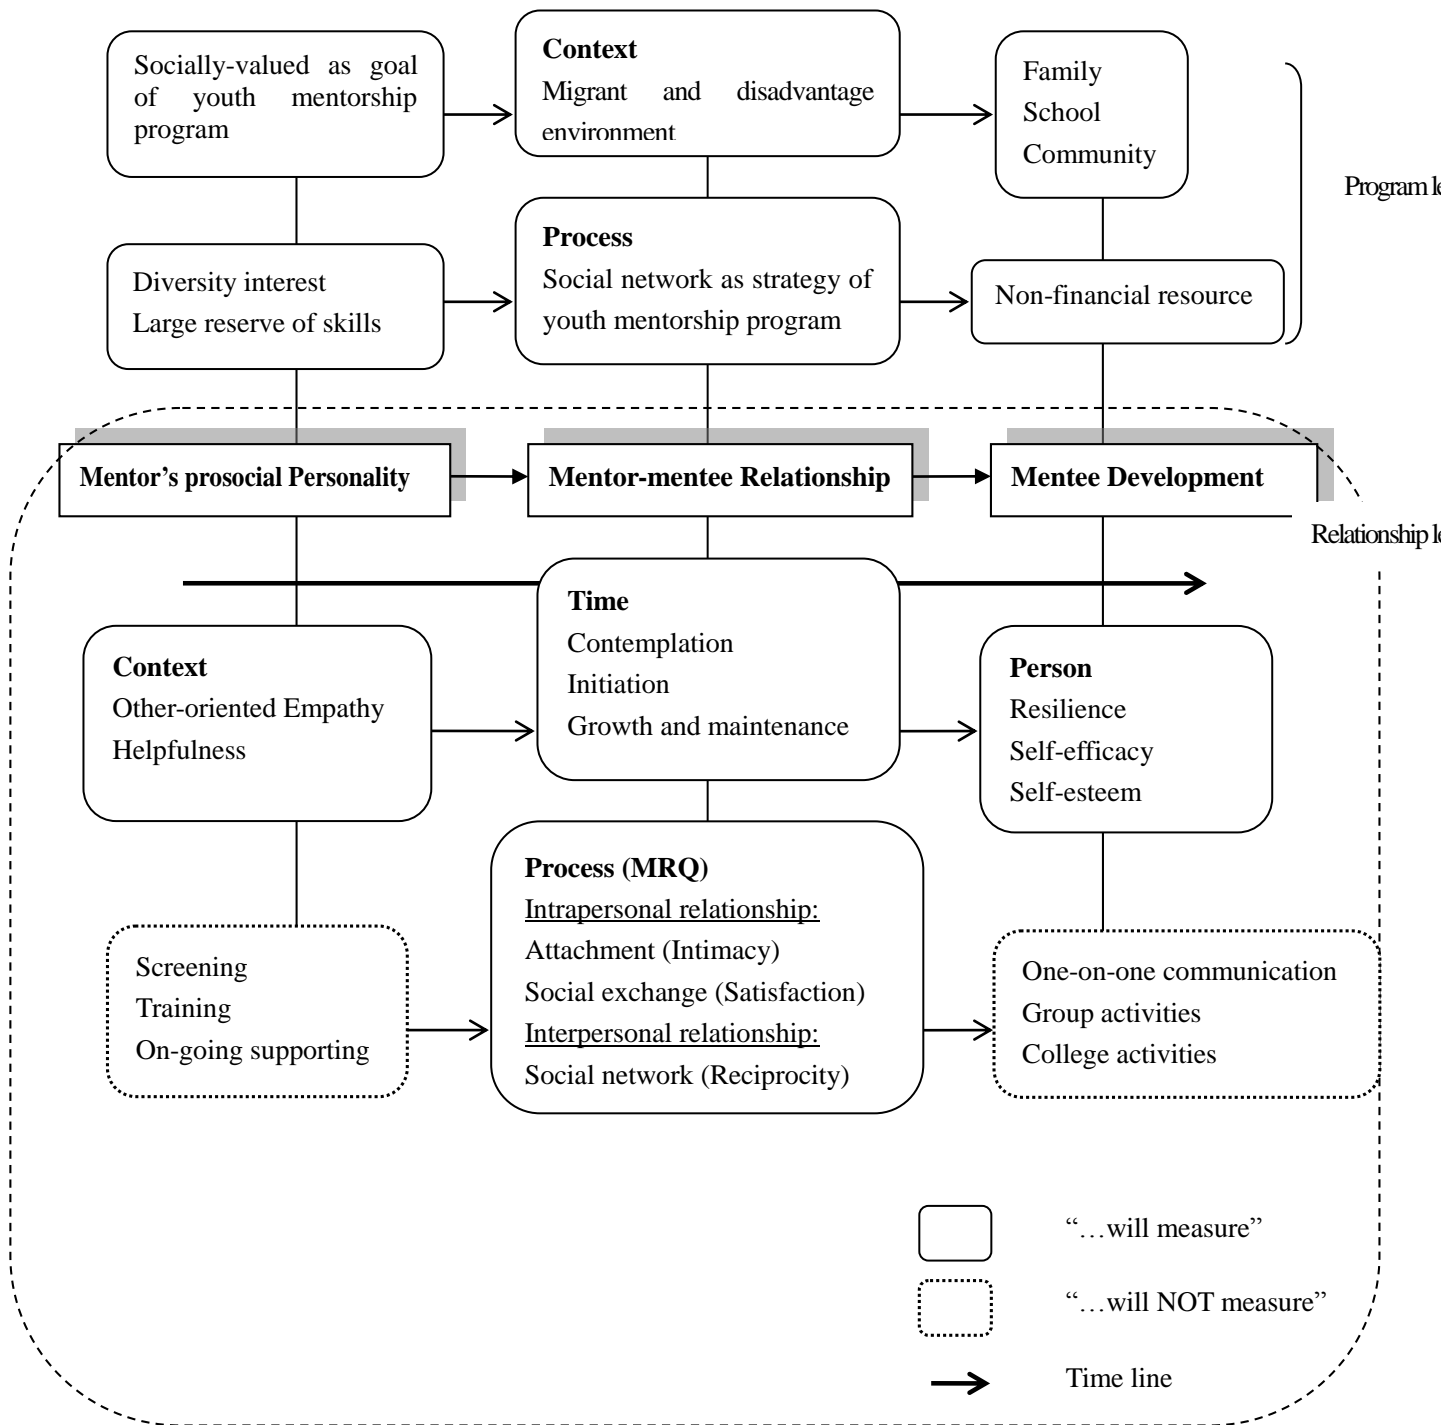 Socially-valued as goal
of youth mentorship
program
Context
Migrant and disadvantage
environment
Family
School
Community
Program le
Diversity interest
Large reserve of skills
Process
Social network as strategy of
youth mentorship program
Non-financial resource
Mentor's prosocial Personality
Mentor-mentee Relationship
Mentee Development
Relationship le
Context
Other-oriented Empathy
Helpfulness
Time
Contemplation
Initiation
Growth and maintenance
Person
Resilience
Self-efficacy
Self-esteem
Screening
Training
On-going supporting
Process (MRQ)
Intrapersonal relationship:
Attachment (Intimacy)
Social exchange (Satisfaction)
Interpersonal relationship:
Social network (Reciprocity)
One-on-one communication
Group activities
College activities
“…will measure”
“…will NOT measure”
Time line